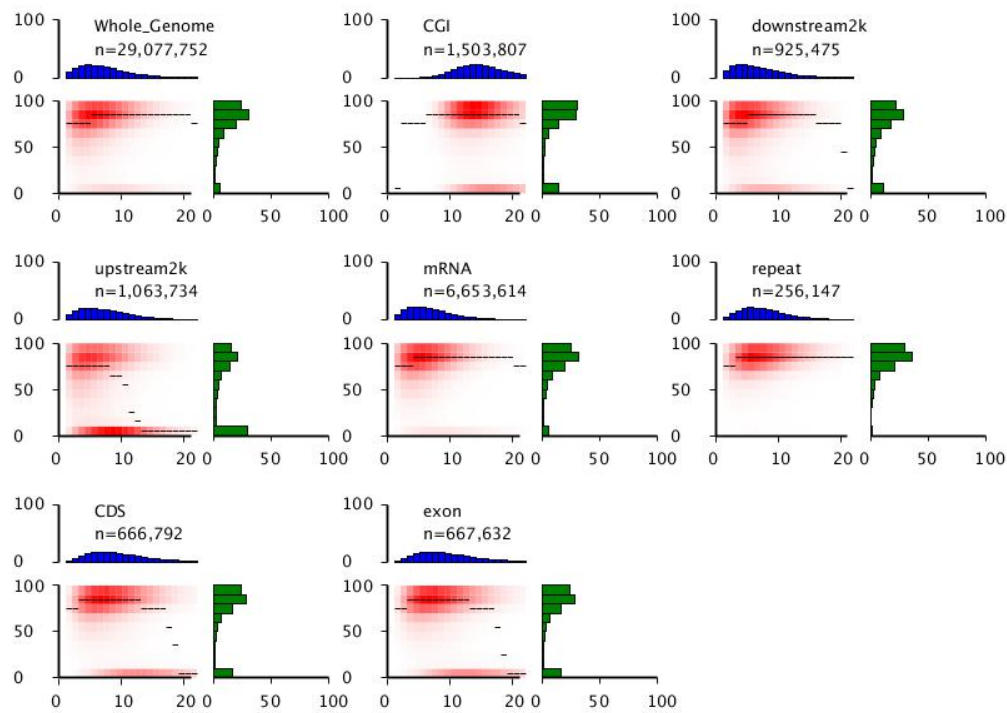 100 Whole_Genome 100 CGI 100 downstream2k
n=29,077,752 n=1,503,807 n=925,475
0 0 0
100 100 100
50 50 50
0 0 0
0 10 20 0 50 100 0 10 20 0 50 100 0 10 20 0 50 100
100 upstream2k 100 mRNA 100 repeat
n=1,063,734 n=6,653,614 n=256,147
0 0 0
100 100 100
50 50 50
0 0 0
0 10 20 0 50 100 0 10 20 0 50 100 0 10 20 0 50 100
100 CDS 100 exon
n=666,792 n=667,632
0 0
100 100
50 50
0 0
0 10 20 0 50 100 0 10 20 0 50 100